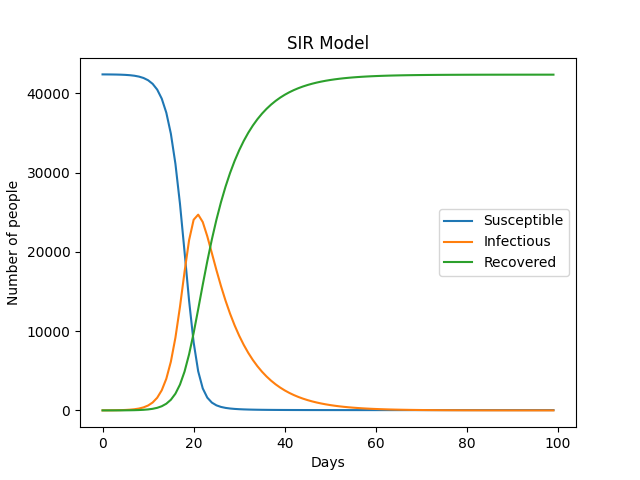 SIR Model
Number of people
40000
30000
20000
10000
0
Susceptible
Infectious
Recovered
0 20 40 60 80 100
Days